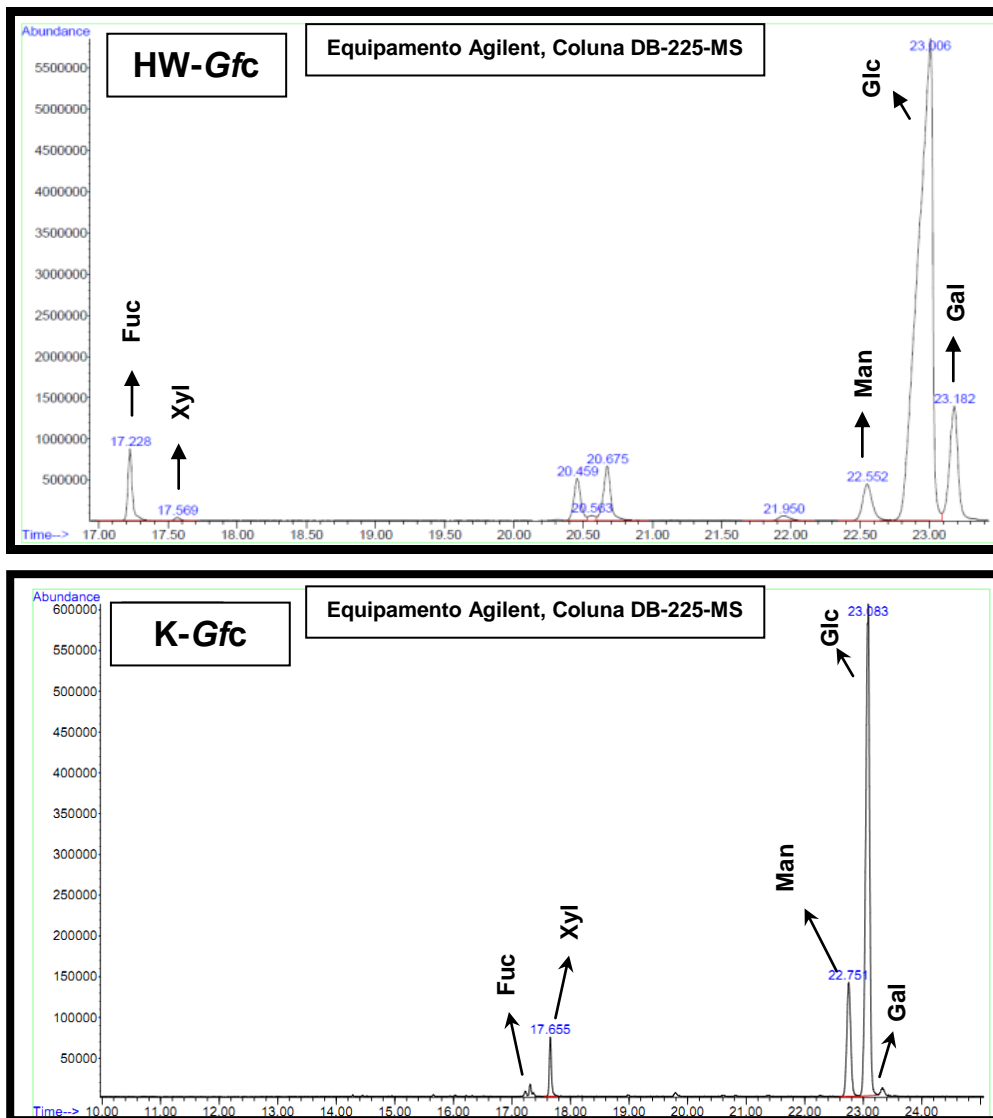 Abundance
HW-Gfc
Equipamento Agilent, Coluna DB-225-MS
23.006
Glc
5500000
5000000
4500000
4000000
3500000
3000000
2500000
2000000
1500000
1000000
500000
Fuc
Xyl
Man
Gal
17.228
17.569
20.459
20.563
20.675
21.950
22.552
23.182
Time-->
17.00 17.50 18.00 18.50 19.00 19.50 20.00 20.50 21.00 21.50 22.00 22.50 23.00
Abundance
K-Gfc
Equipamento Agilent, Coluna DB-225-MS
Glc
23.083
600000
550000
500000
450000
400000
350000
300000
250000
200000
150000
100000
50000
Fuc
Xyl
Man
Gal
17.655
22.751
Time-->
10.00 11.00 12.00 13.00 14.00 15.00 16.00 17.00 18.00 19.00 20.00 21.00 22.00 23.00 24.00